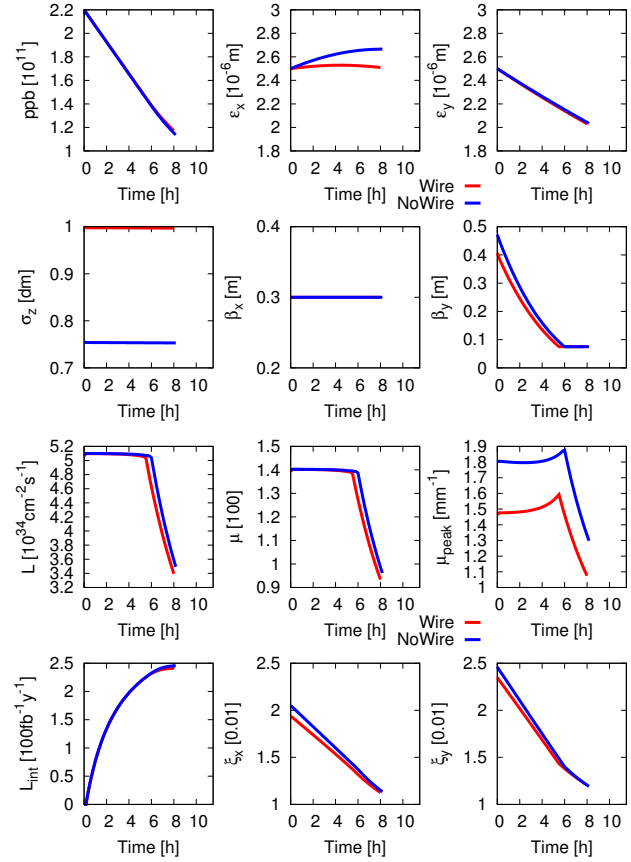 2.2
2
1.8
1.6
1.4
1.2
1
ppb [10^11]
0 2 4 6 8 10
Time [h]
3
2.8
2.6
2.4
2.2
2
1.8
ε_x [10^-6 m]
0 2 4 6 8 10
Time [h]
3
2.8
2.6
2.4
2.2
2
1.8
ε_y [10^-6 m]
0 2 4 6 8 10
Time [h]
Wire
NoWire
1
0.9
0.8
0.7
σ_z [dm]
0 2 4 6 8 10
Time [h]
0.4
0.3
0.2
β_x [m]
0 2 4 6 8 10
Time [h]
0.5
0.4
0.3
0.2
0.1
0
β_y [m]
0 2 4 6 8 10
Time [h]
5.2
5
4.8
4.6
4.4
4.2
4
3.8
3.6
3.4
3.2
L [10^34 cm^-2 s^-1]
0 2 4 6 8 10
Time [h]
1.5
1.4
1.3
1.2
1.1
1
0.9
μ [100]
0 2 4 6 8 10
Time [h]
1.9
1.8
1.7
1.6
1.5
1.4
1.3
1.2
1.1
1
μ_peak [mm^-1]
0 2 4 6 8 10
Time [h]
Wire
NoWire
2.5
2
1.5
1
0.5
0
L_int [100fb^-1 y^-1]
0 2 4 6 8 10
Time [h]
2.5
2
1.5
1
ξ_x [0.01]
0 2 4 6 8 10
Time [h]
2.5
2
1.5
1
ξ_y [0.01]
0 2 4 6 8 10
Time [h]